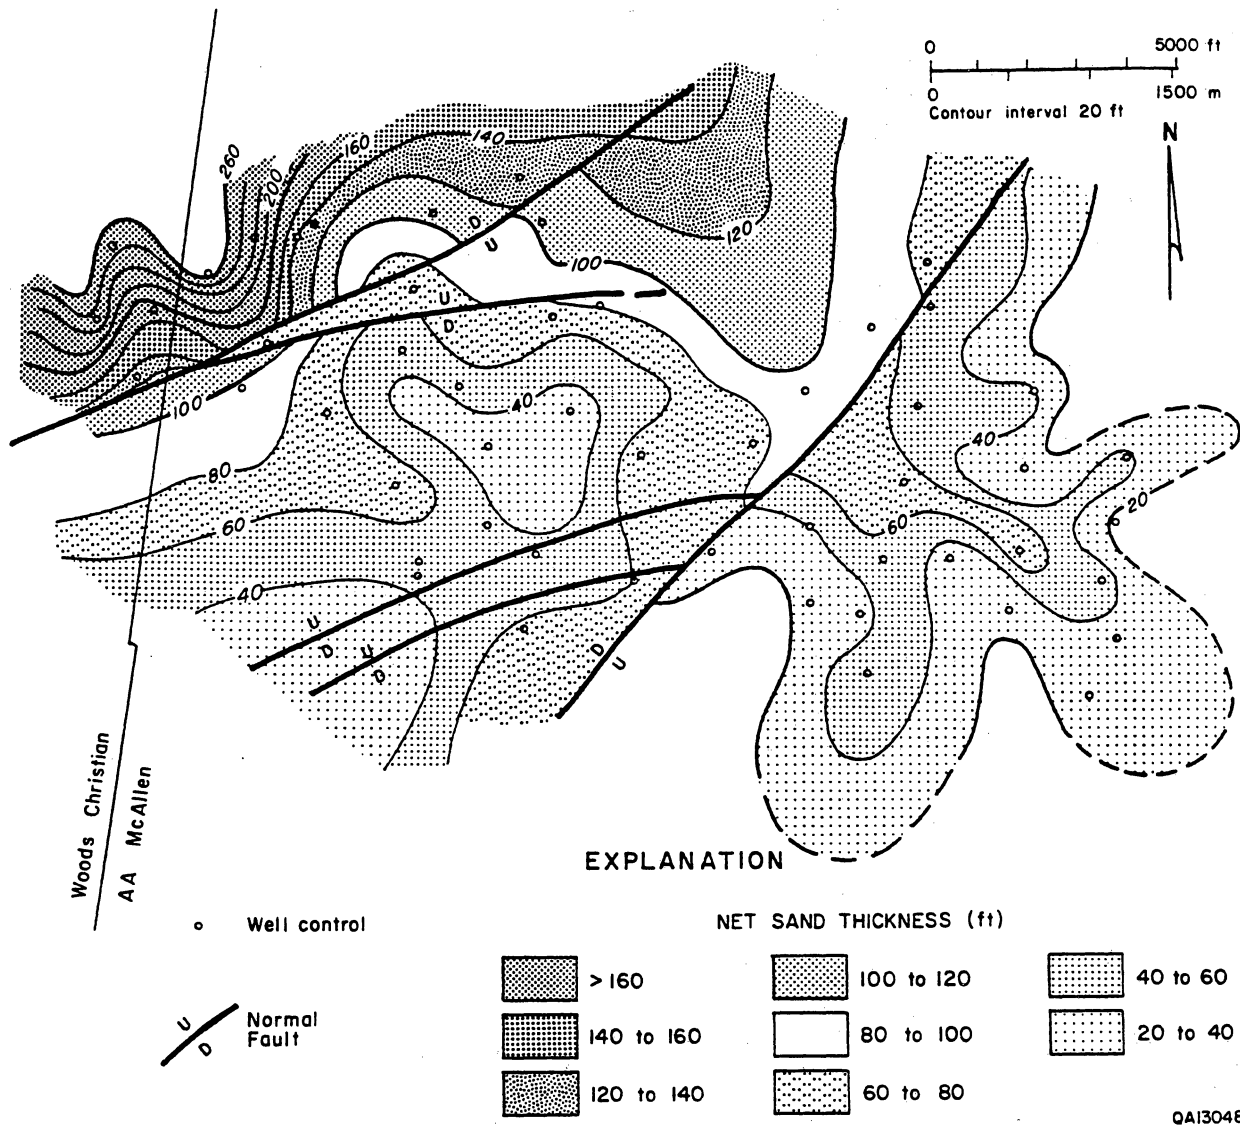 0 5000 ft
0 1500 m
Contour interval 20 ft
N
260
200
160
140
120
100
D
U
U
D
100
80
60
40
40
40
60
20
U
D
U
D
D
U
Woods Christian
AA McAllen
EXPLANATION
Well control
U
D
Normal
Fault
NET SAND THICKNESS (ft)
> 160
140 to 160
120 to 140
100 to 120
80 to 100
60 to 80
40 to 60
20 to 40
QA13048